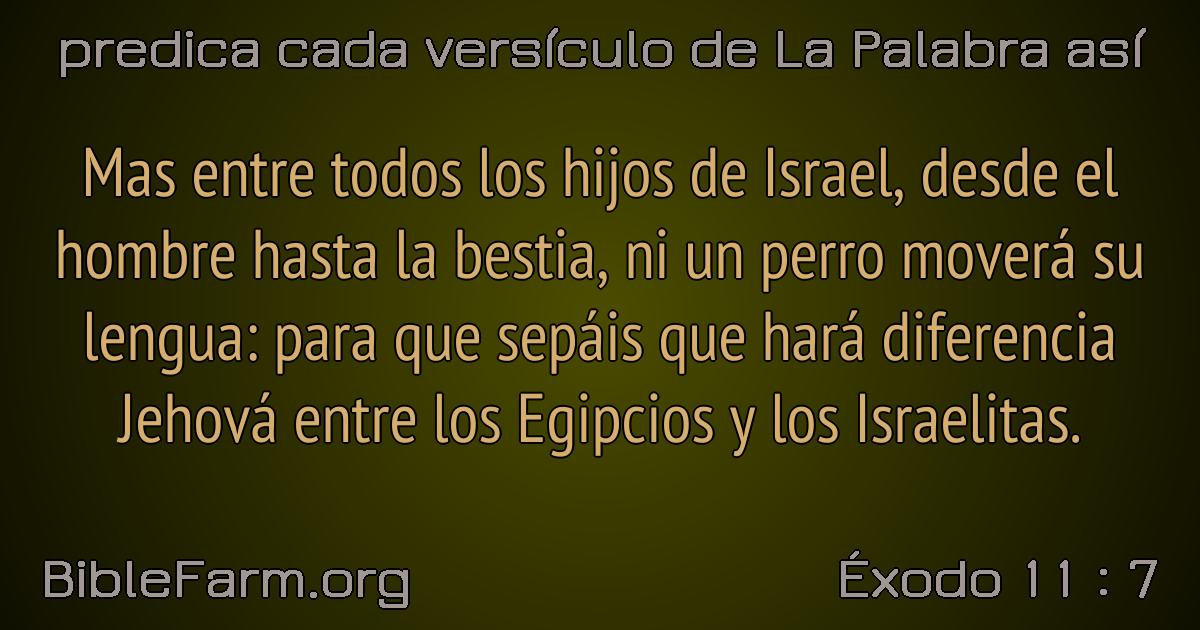 predica cada versículo de La Palabra así
Mas entre todos los hijos de Israel, desde el
hombre hasta la bestia, ni un perro moverá su
lengua: para que sepáis que hará diferencia
Jehová entre los Egipcios y los Israelitas.
BibleFarm.org
Éxodo 11 : 7